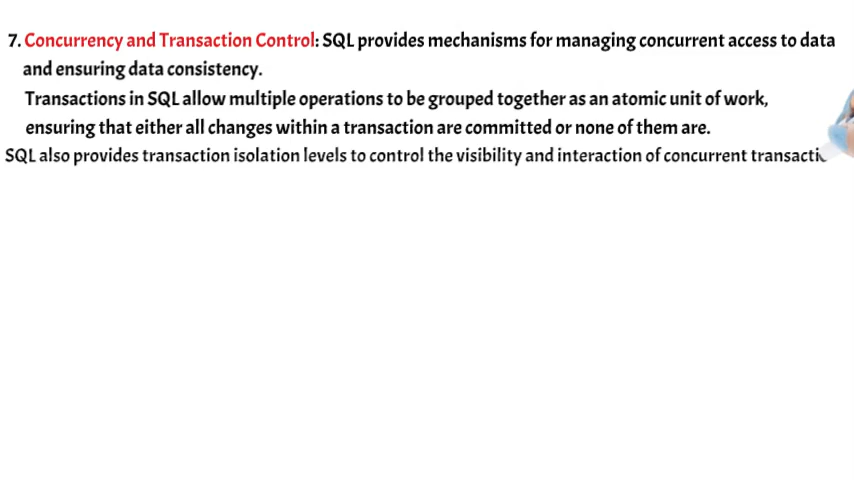 7. Concurrency and Transaction Control: SQL provides mechanisms for managing concurrent access to data
and ensuring data consistency.
Transactions in SQL allow multiple operations to be grouped together as an atomic unit of work,
ensuring that either all changes within a transaction are committed or none of them are.
SQL also provides transaction isolation levels to control the visibility and interaction of concurrent